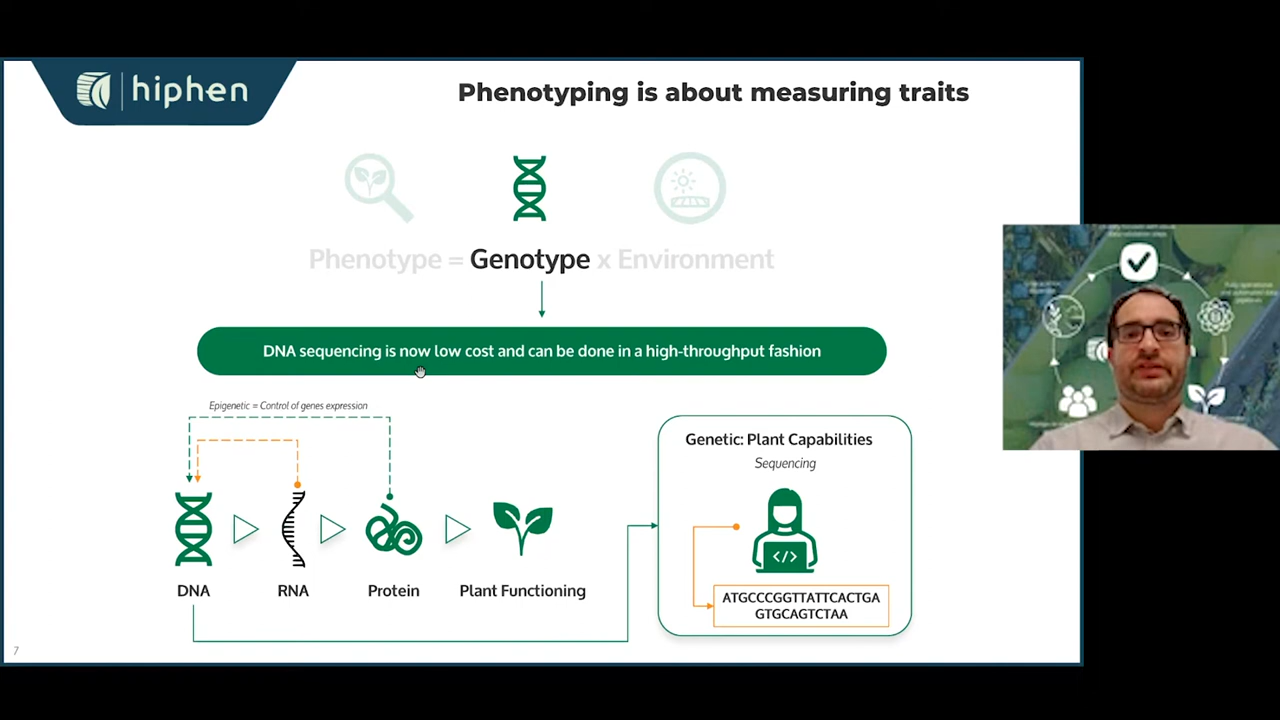 hiphen
Phenotyping is about measuring traits
Phenotype = Genotype x Environment
DNA sequencing is now low cost and can be done in a high-throughput fashion
Epigenetic = Control of genes expression
DNA
RNA
Protein
Plant Functioning
Genetic: Plant Capabilities
Sequencing
</>
ATGCCCGGTTATTCACTGA
GTGCAGTCTAA
7